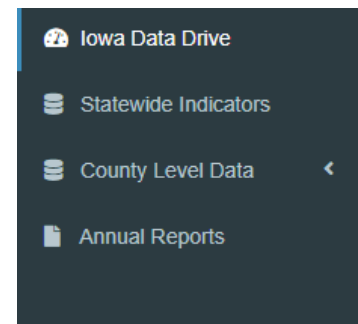 Iowa Data Drive
Statewide Indicators
County Level Data
Annual Reports